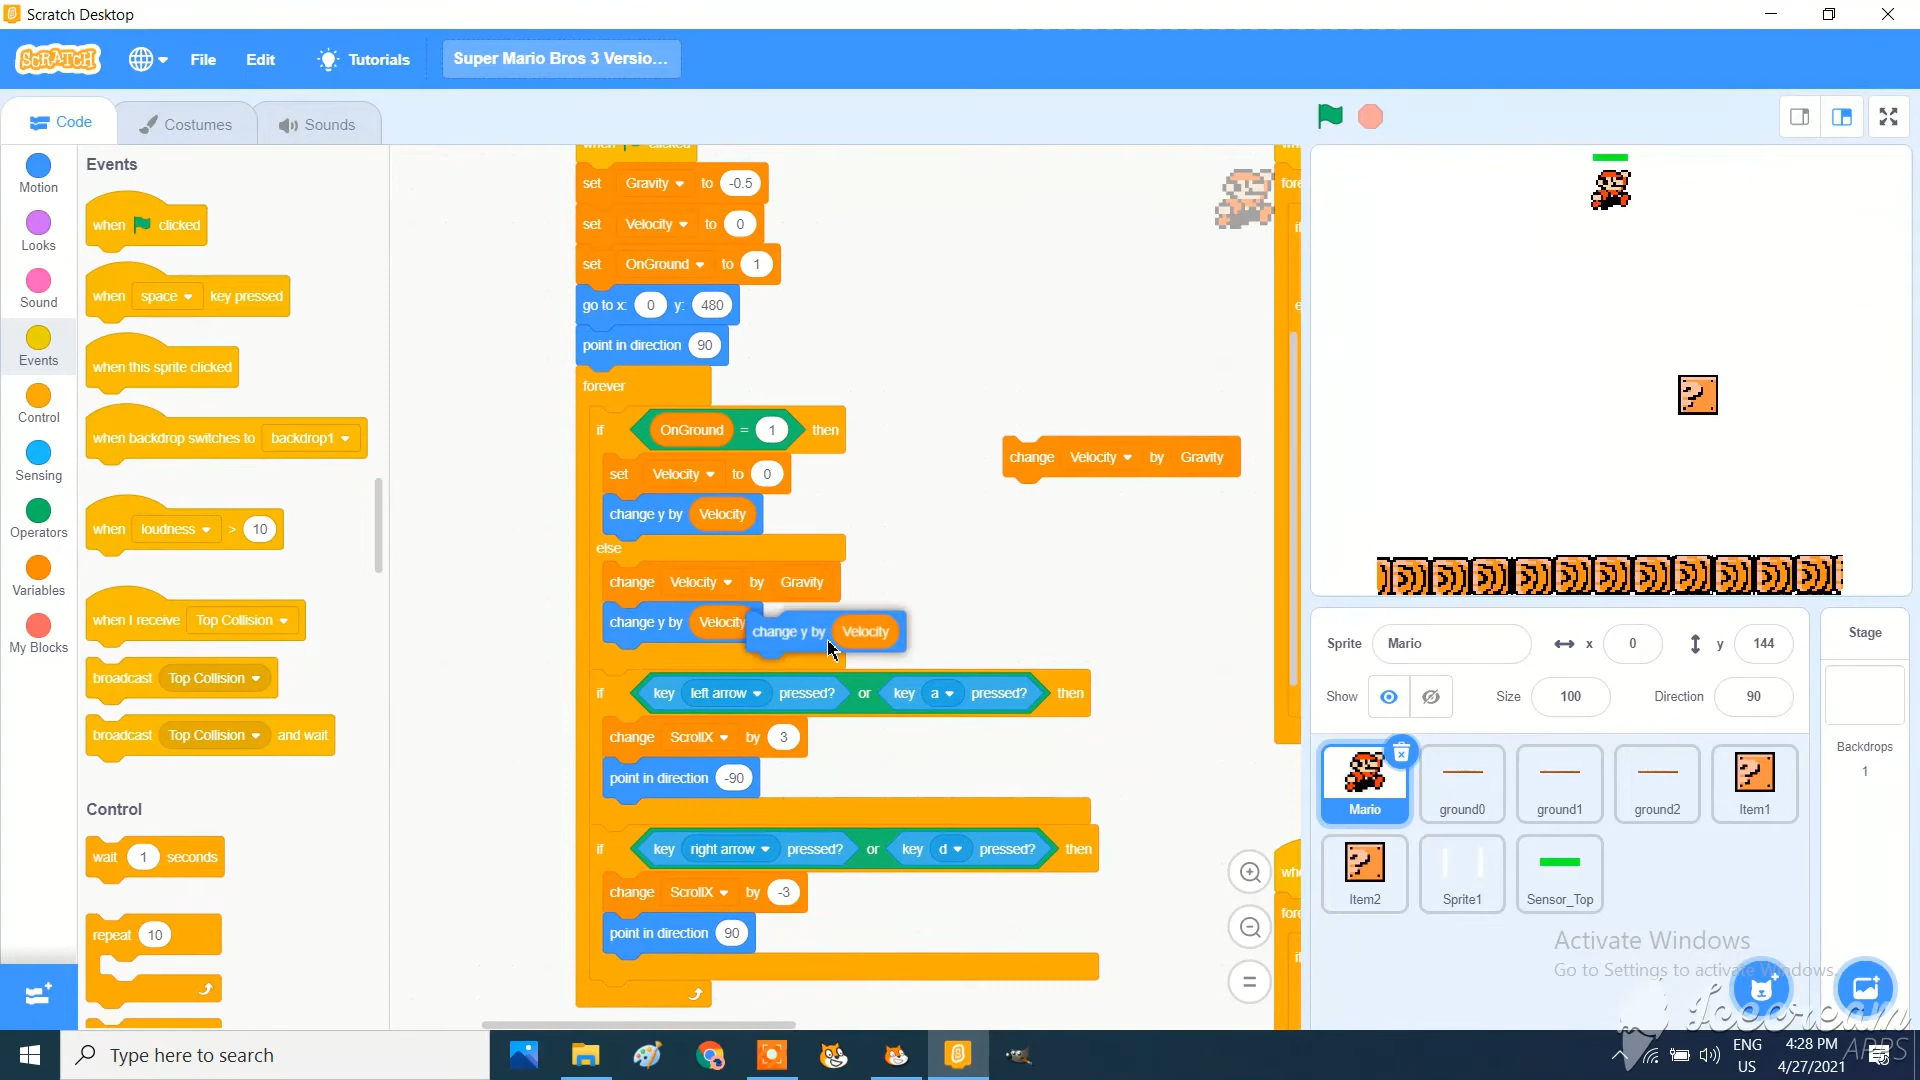 Scratch Desktop
SCRATCH
File
Edit
Tutorials
Super Mario Bros 3 Versio...
Code
Costumes
Sounds
Motion
Looks
Sound
Events
Control
Sensing
Operators
Variables
My Blocks
Events
when clicked
when space key pressed
when this sprite clicked
when backdrop switches to backdrop1
when loudness > 10
when I receive Top Collision
broadcast Top Collision
broadcast Top Collision and wait
Control
wait 1 seconds
repeat 10
when clicked
set Gravity to -0.5
set Velocity to 0
set OnGround to 1
go to x: 0 y: 480
point in direction 90
forever
if OnGround = 1 then
set Velocity to 0
change y by Velocity
else
change Velocity by Gravity
change y by Velocity
change y by Velocity
if key left arrow pressed? or key a pressed? then
change ScrollX by 3
point in direction -90
if key right arrow pressed? or key d pressed? then
change ScrollX by -3
point in direction 90
change Velocity by Gravity
Sprite Mario x 0 y 144
Show Size 100 Direction 90
Stage
Backdrops
1
Mario
ground0
ground1
ground2
Item1
Item2
Sprite1
Sensor_Top
Activate Windows
Go to Settings to activate Windows.
Icecream
APPS
Type here to search
ENG
US
4:28 PM
4/27/2021